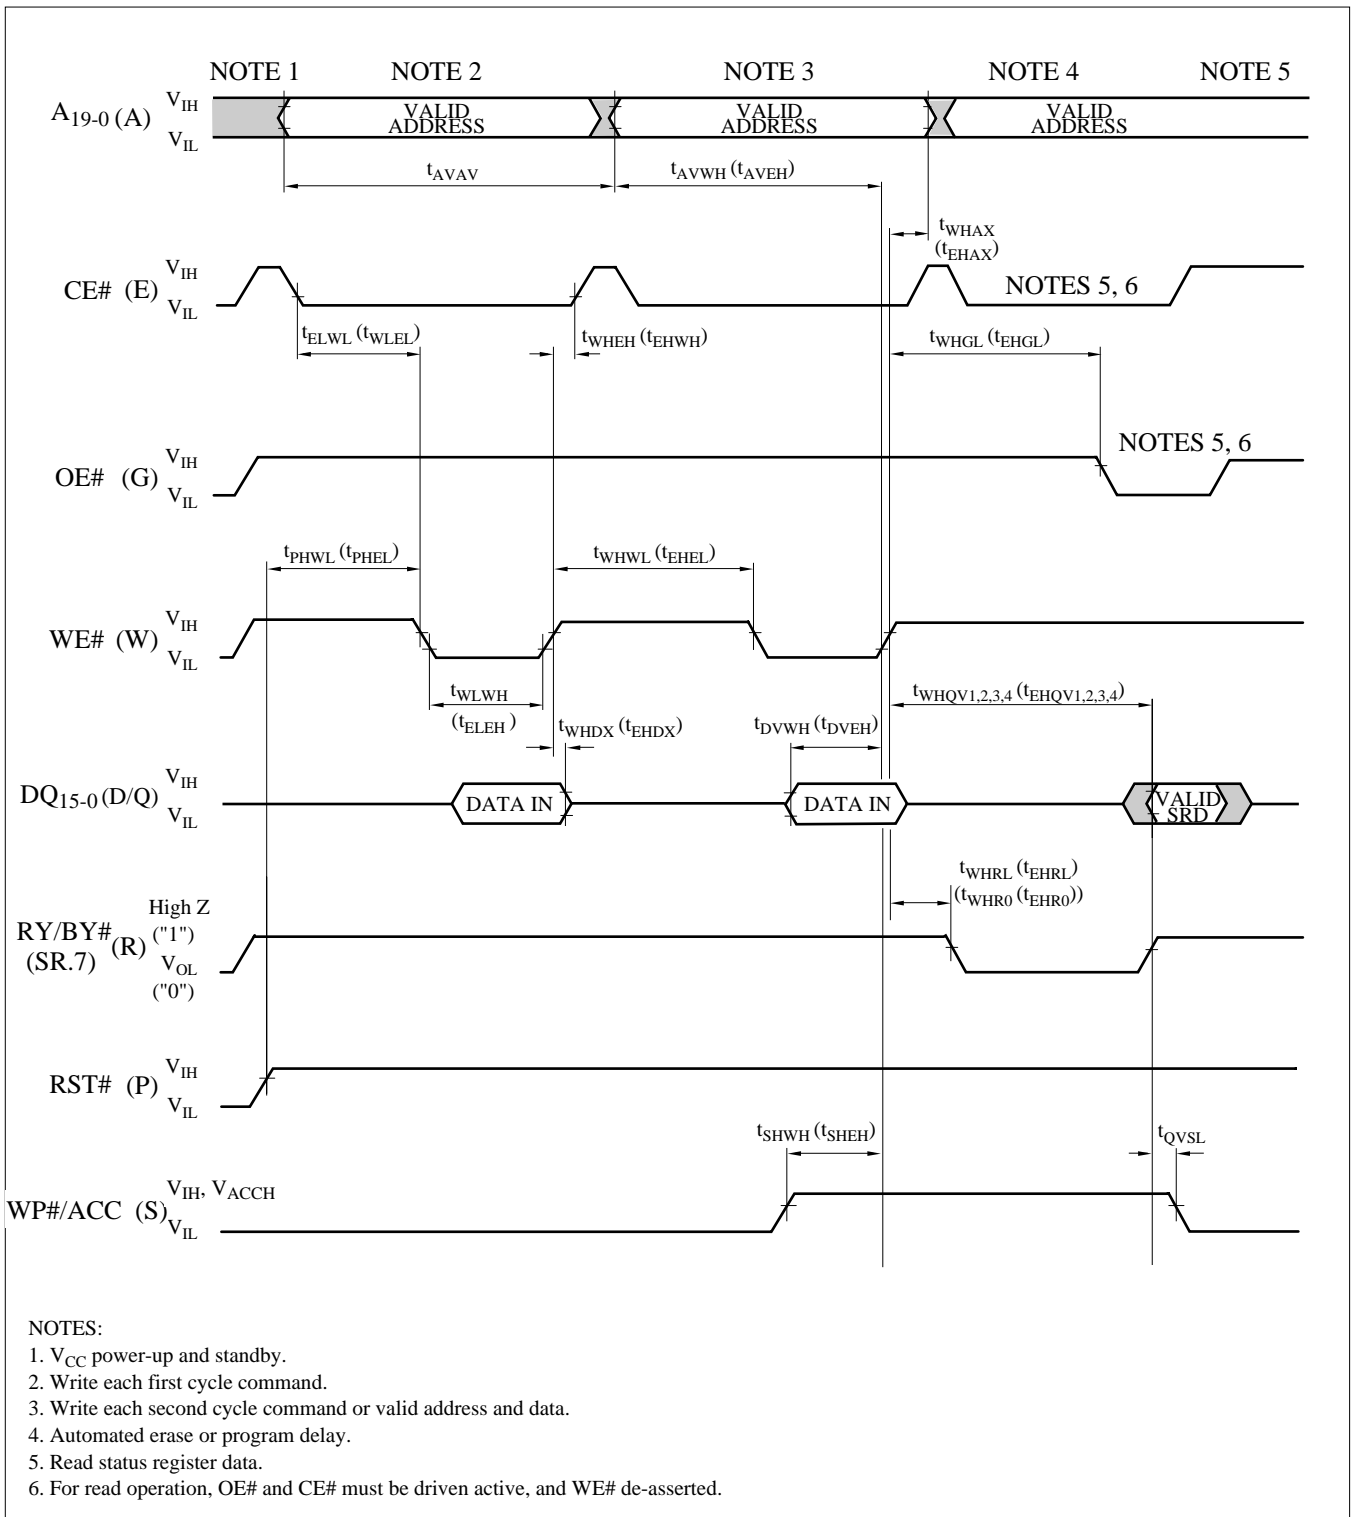 NOTE 1 NOTE 2 NOTE 3 NOTE 4 NOTE 5
A19-0 (A) VIH VIL
VALID ADDRESS
VALID ADDRESS
VALID ADDRESS
tAVAV
tAVWH (tAVEH)
tWHAX
(tEHAX)
CE# (E) VIH VIL
NOTES 5, 6
tELWL (tWLEL)
tWHEH (tEHWH)
tWHGL (tEHGL)
OE# (G) VIH VIL
NOTES 5, 6
tPHWL (tPHEL)
tWHWL (tEHEL)
WE# (W) VIH VIL
tWLWH
(tELEH )
tWHDX (tEHDX)
tDVWH (tDVEH)
tWHQV1,2,3,4 (tEHQV1,2,3,4)
DQ15-0 (D/Q) VIH VIL
DATA IN
DATA IN
VALID SRD
tWHRL (tEHRL)
(tWHR0 (tEHR0))
RY/BY# (SR.7) (R)
High Z
("1")
VOL
("0")
RST# (P) VIH VIL
tSHWH (tSHEH)
tQVSL
WP#/ACC (S) VIH, VACCH VIL
NOTES:
1. VCC power-up and standby.
2. Write each first cycle command.
3. Write each second cycle command or valid address and data.
4. Automated erase or program delay.
5. Read status register data.
6. For read operation, OE# and CE# must be driven active, and WE# de-asserted.